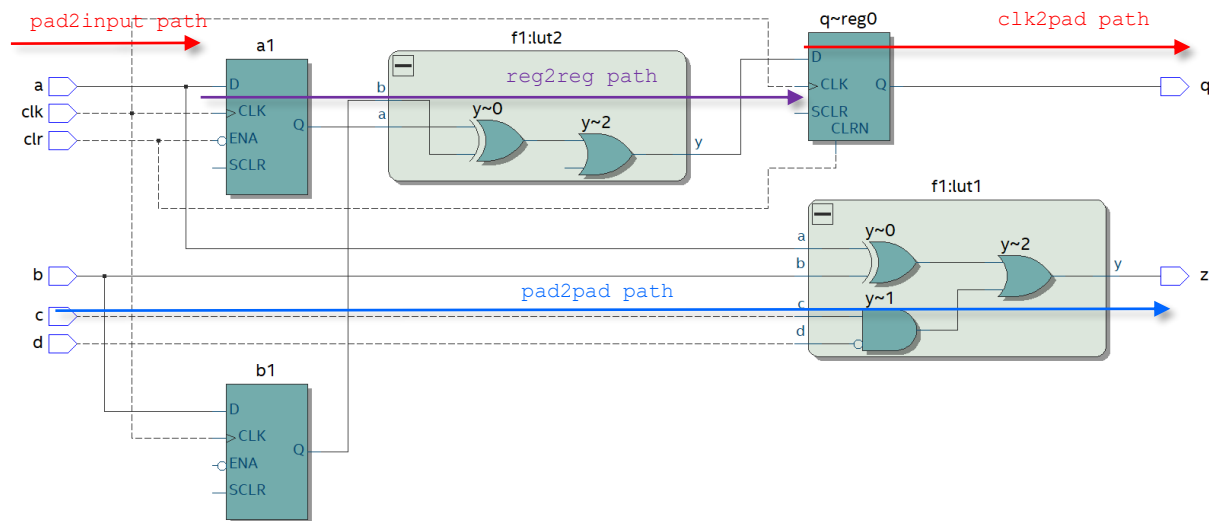 pad2input path
q~reg0
clk2pad path
a1
f1:lut2
a
D
b
reg2reg path
D
q
clk
CLK
a
y~0
CLK
Q
clr
ENA
Q
y~2
y
SCLR
SCLR
CLRN
f1:lut1
a
y~0
y~2
b
b
y
z
pad2pad path
c
c
y~1
d
d
b1
D
CLK
Q
ENA
SCLR